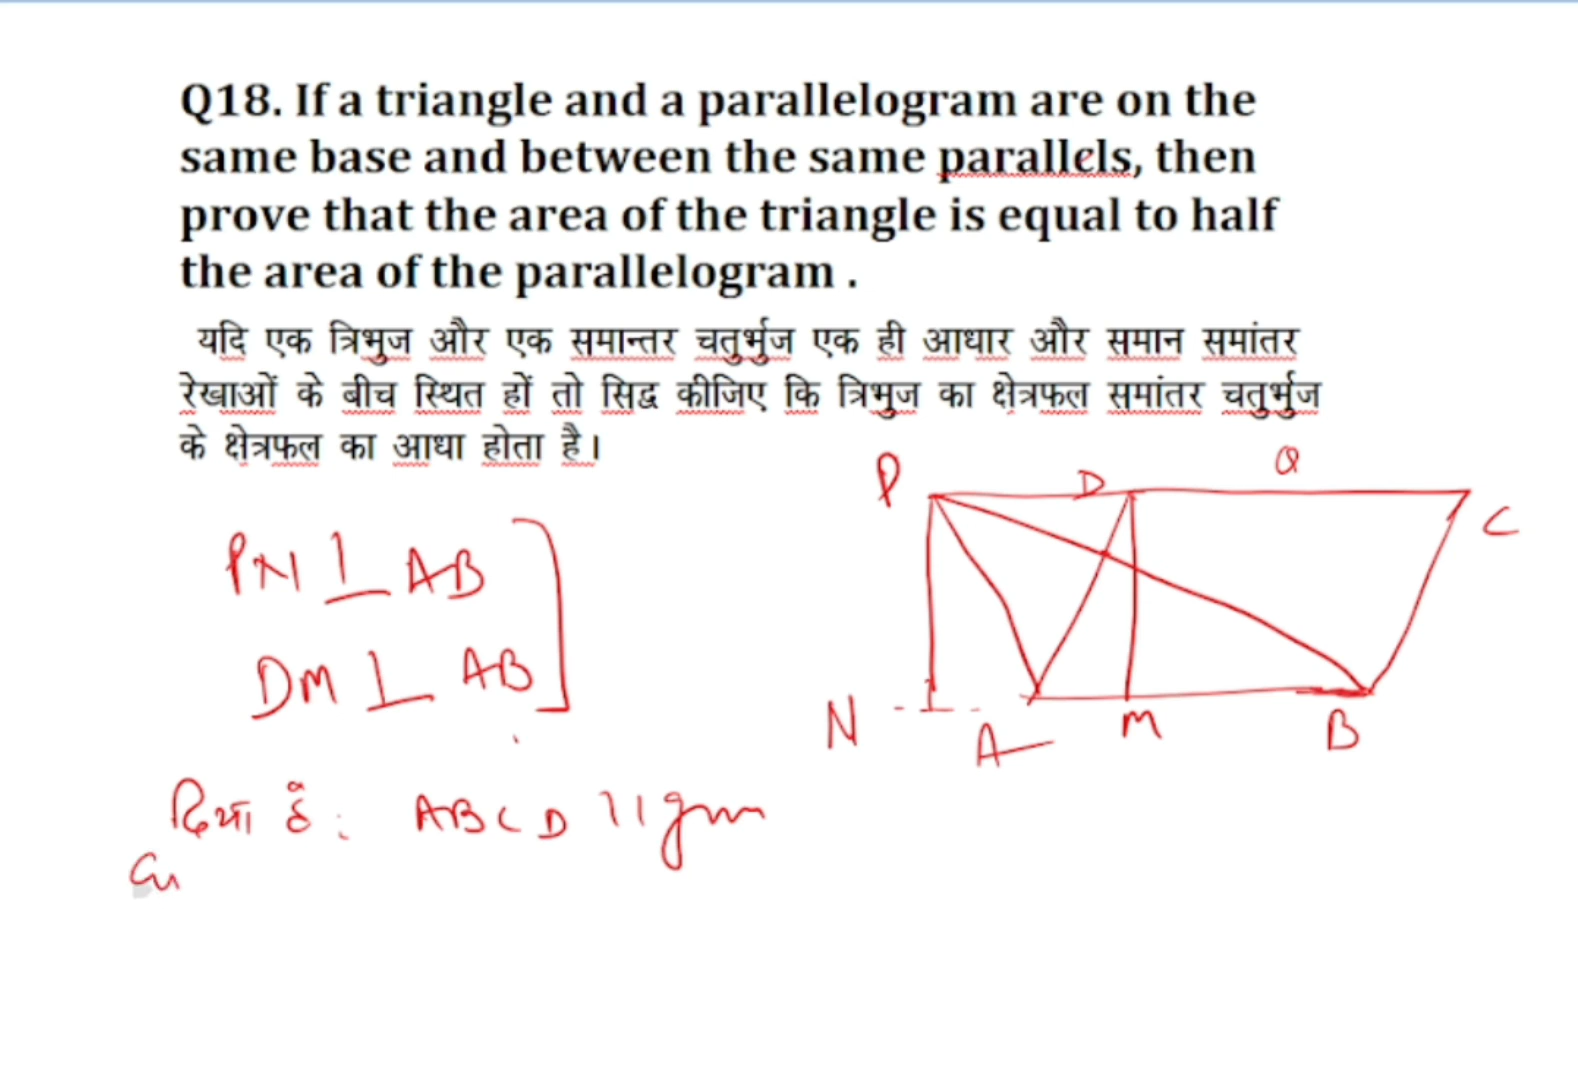 Q18. If a triangle and a parallelogram are on the
same base and between the same parallels, then
prove that the area of the triangle is equal to half
the area of the parallelogram .
यदि एक त्रिभुज और एक समान्तर चतुर्भुज एक ही आधार और समान समांतर
रेखाओं के बीच स्थित हों तो सिद्ध कीजिए कि त्रिभुज का क्षेत्रफल समांतर चतुर्भुज
के क्षेत्रफल का आधा होता है।
P D Q
C
PN ⊥ AB
DM ⊥ AB
N A M B
दिया है: ABCD ||gm